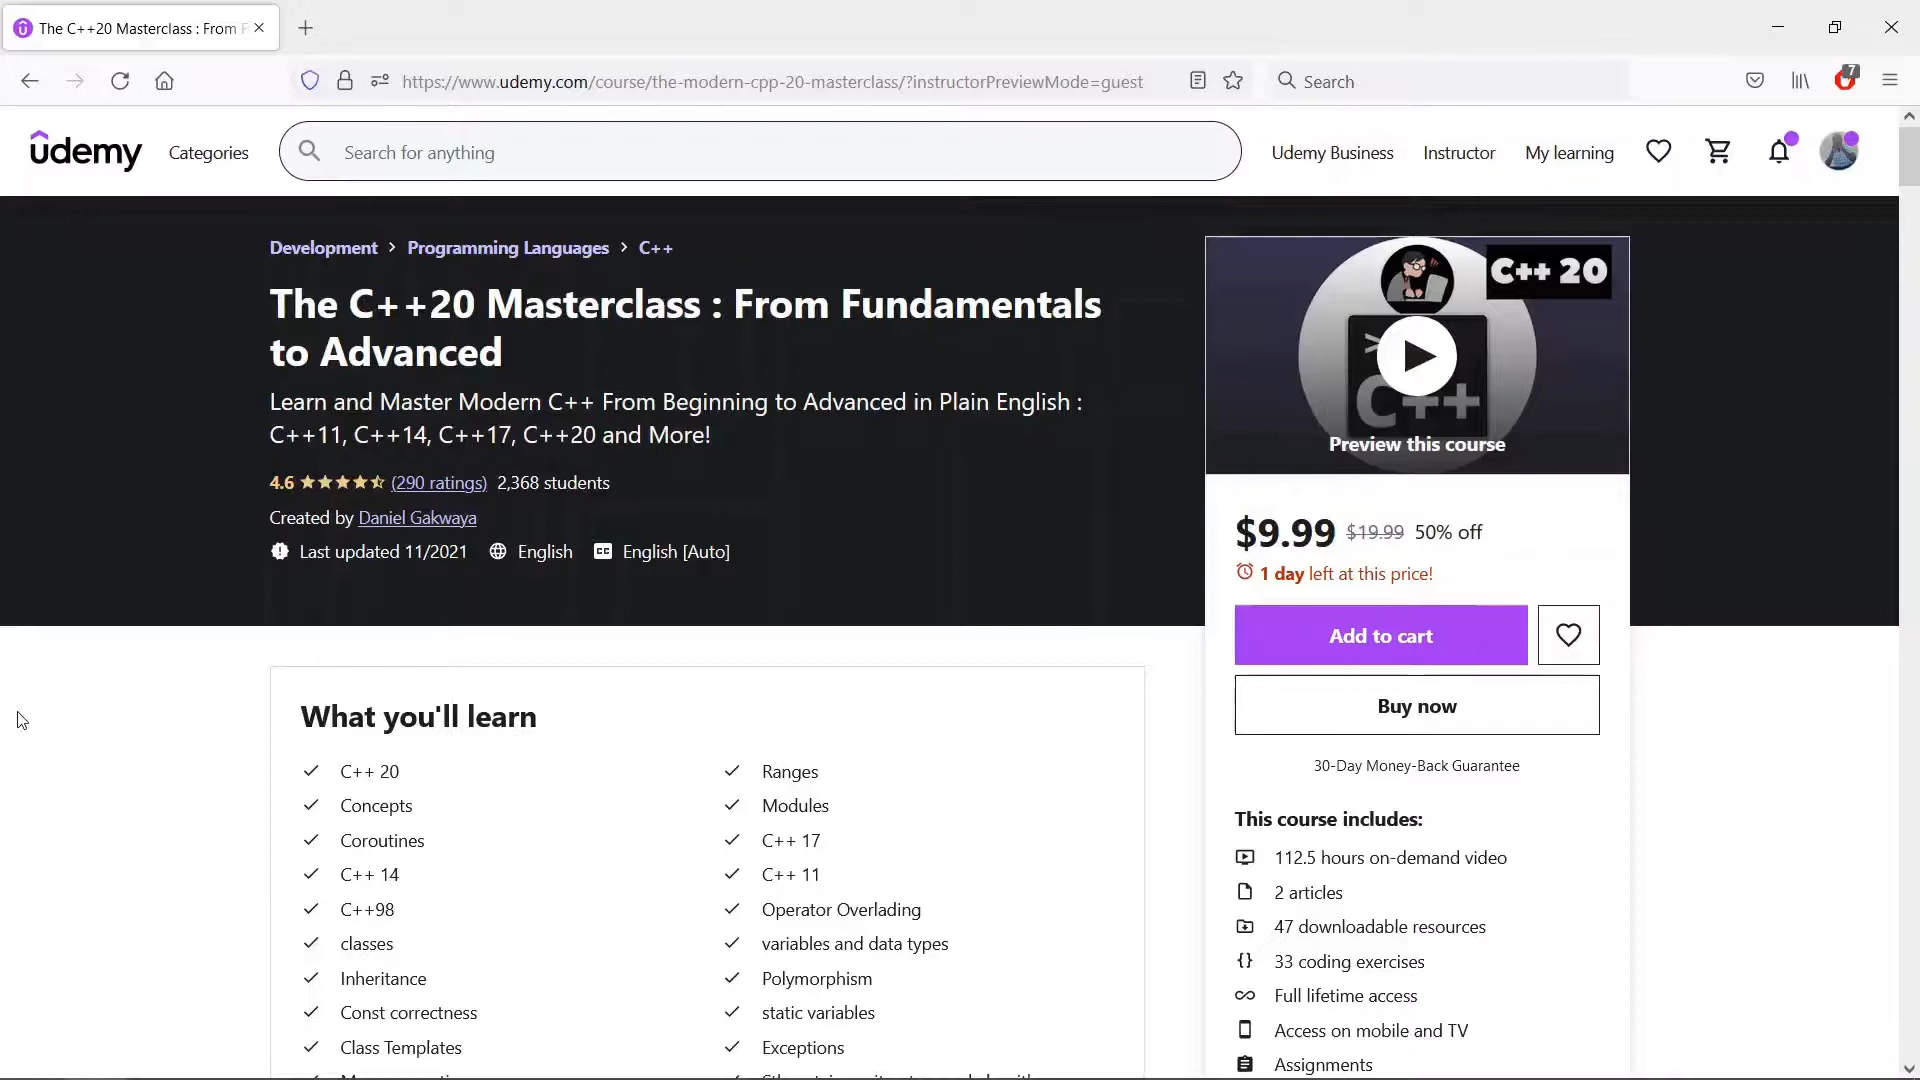 The C++20 Masterclass : From F
https://www.udemy.com/course/the-modern-cpp-20-masterclass/?instructorPreviewMode=guest
Search
7
udemy
Categories
Search for anything
Udemy Business
Instructor
My learning
Development > Programming Languages > C++
The C++20 Masterclass : From Fundamentals
to Advanced
Learn and Master Modern C++ From Beginning to Advanced in Plain English :
C++11, C++14, C++17, C++20 and More!
4.6 (290 ratings) 2,368 students
Created by Daniel Gakwaya
Last updated 11/2021 English CC English [Auto]
C++ 20
C++
Preview this course
$9.99 $19.99 50% off
1 day left at this price!
Add to cart
Buy now
30-Day Money-Back Guarantee
This course includes:
112.5 hours on-demand video
2 articles
47 downloadable resources
33 coding exercises
Full lifetime access
Access on mobile and TV
Assignments
What you'll learn
C++ 20
Ranges
Concepts
Modules
Coroutines
C++ 17
C++ 14
C++ 11
C++98
Operator Overlading
classes
variables and data types
Inheritance
Polymorphism
Const correctness
static variables
Class Templates
Exceptions